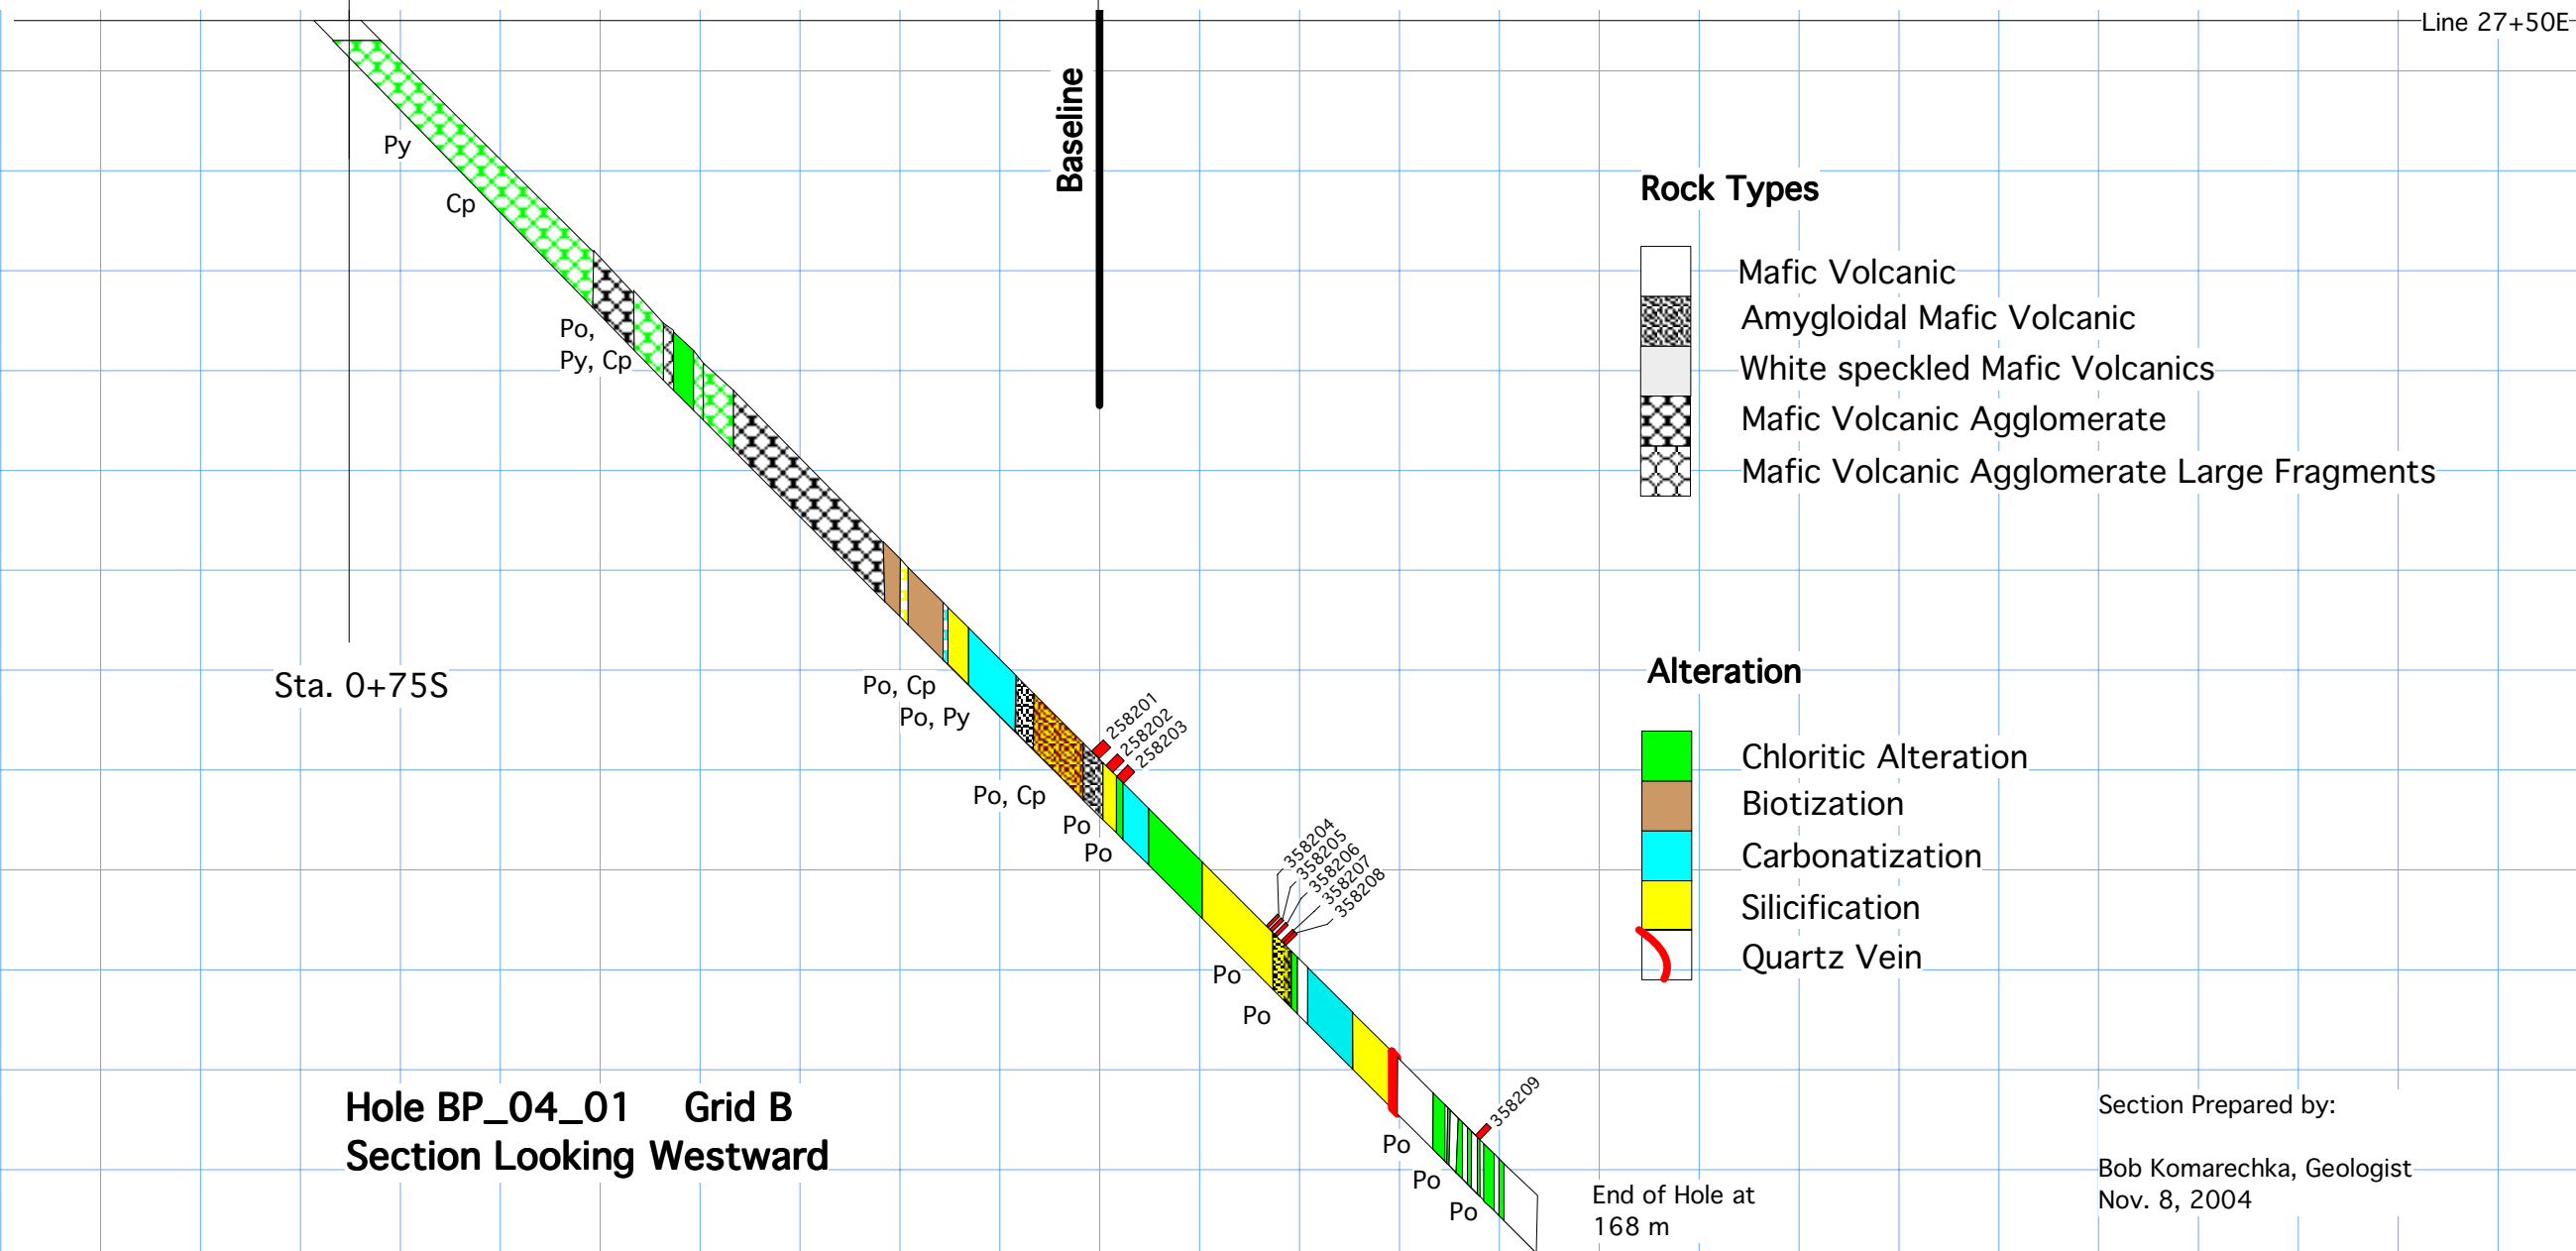 Line 27+50E
Baseline
Py
Cp
Po,
Py, Cp
Sta. 0+75S
Po, Cp
Po, Py
Po, Cp
Po
Po
258201
258202
258203
358204
358205
358206
358207
358208
Po
Po
358209
Po
Po
Po
End of Hole at
168 m
Rock Types
Mafic Volcanic
Amygloidal Mafic Volcanic
White speckled Mafic Volcanics
Mafic Volcanic Agglomerate
Mafic Volcanic Agglomerate Large Fragments
Alteration
Chloritic Alteration
Biotization
Carbonatization
Silicification
Quartz Vein
Hole BP_04_01 Grid B
Section Looking Westward
Section Prepared by:
Bob Komarechka, Geologist
Nov. 8, 2004